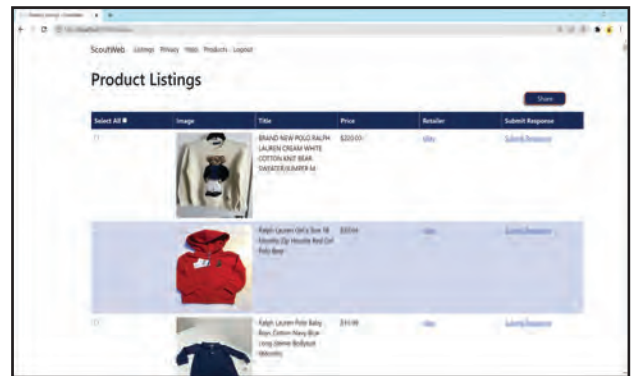 ScoutWeb Listings Privacy Help Products Logout
Product Listings
Share
Select All Image Title Price Retailer Submit Response
BRAND NEW POLO RALPH
LAUREN CREAM WHITE
COTTON KNIT BEAR
SWEATER/JUMPER M
$200.00
eBay
Submit Response
Ralph Lauren Girl's Size 18
Months Zip Hoodie Red Girl
Polo Bear
eBay
Submit Response
Ralph Lauren Polo Baby
Boys Cotton Navy Blue
Long Sleeve Bodysuit
eBay
Submit Response